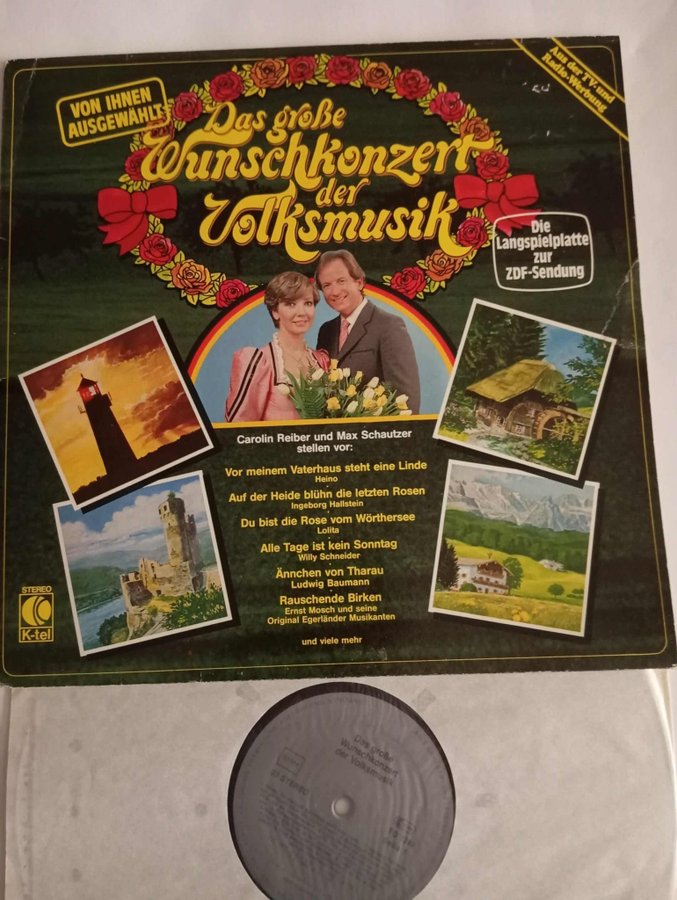 VON IHNEN
AUSGEWÄHLT
Aus der TV- und
Radio-Werbung
Das große
Wunschkonzert
der
Volksmusik
Die
Langspielplatte
zur
ZDF-Sendung
Carolin Reiber und Max Schautzer
stellen vor:
Vor meinem Vaterhaus steht eine Linde
Heino
Auf der Heide blühn die letzten Rosen
Ingeborg Hallstein
Du bist die Rose vom Wörthersee
Lolita
Alle Tage ist kein Sonntag
Willy Schneider
Ännchen von Tharau
Ludwig Baumann
Rauschende Birken
Ernst Mosch und seine
Original Egerländer Musikanten
und viele mehr
STEREO
K
K-tel
Das große
Wunschkonzert
der Volksmusik
STEREO